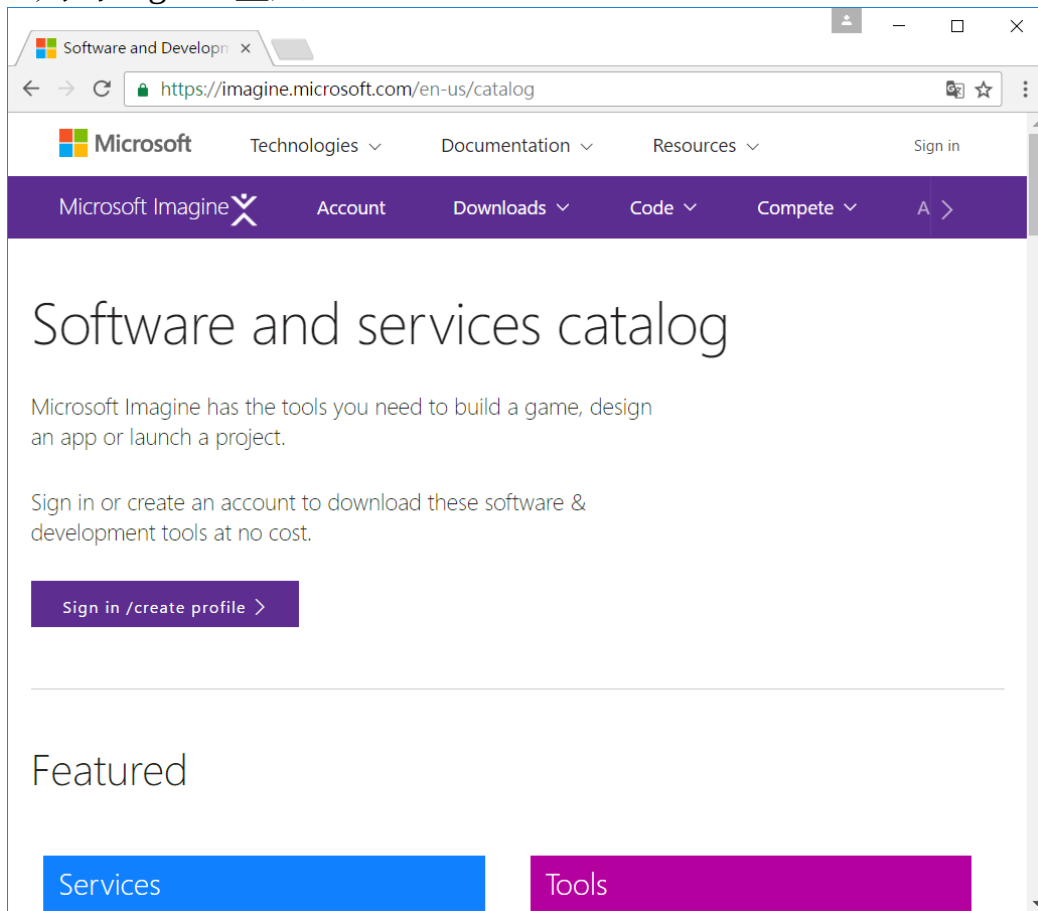 Software and Developm
https://imagine.microsoft.com/en-us/catalog
Microsoft Technologies Documentation Resources Sign in
Microsoft Imagine Account Downloads Code Compete A
Software and services catalog
Microsoft Imagine has the tools you need to build a game, design
an app or launch a project.
Sign in or create an account to download these software &
development tools at no cost.
Sign in /create profile
Featured
Services Tools